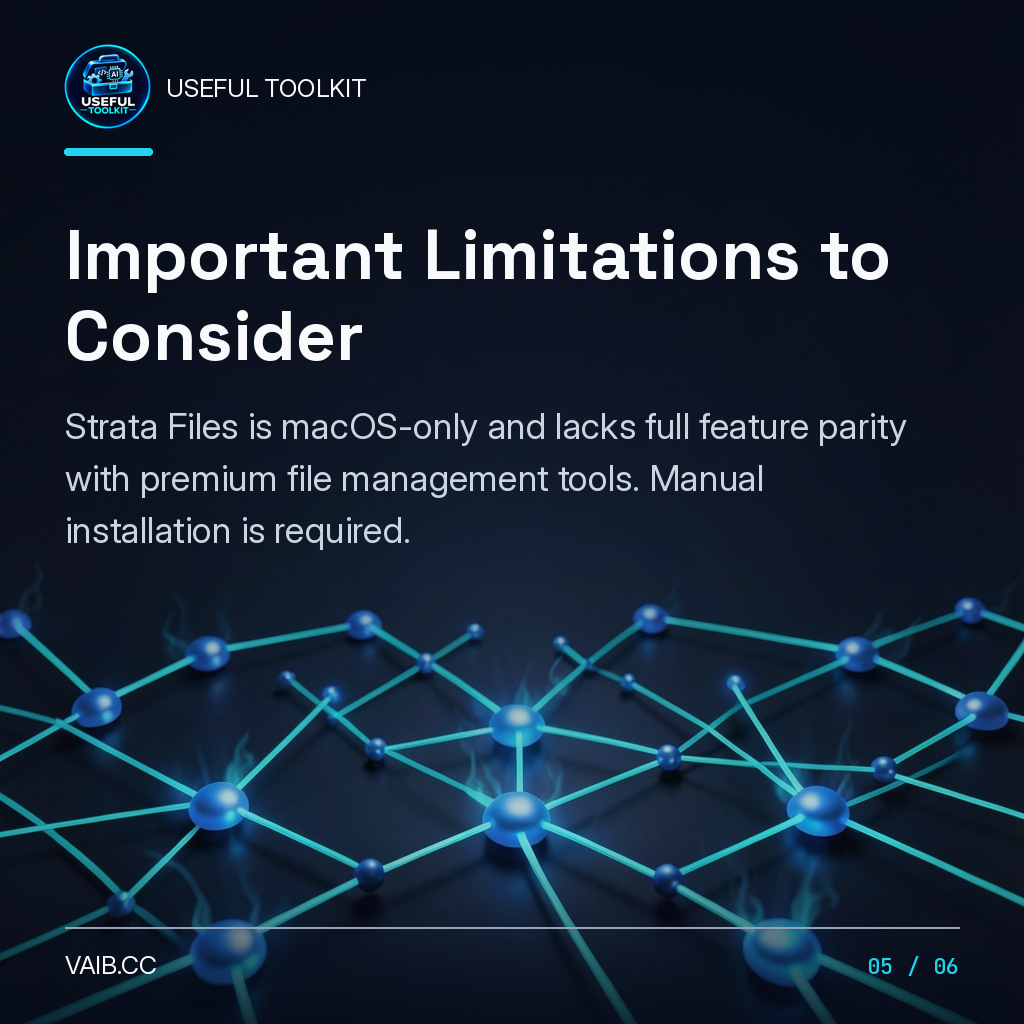 USEFUL
TOOLKIT
AI
USEFUL TOOLKIT
Important Limitations to
Consider
Strata Files is macOS-only and lacks full feature parity
with premium file management tools. Manual
installation is required.
VAIB.CC
05 / 06